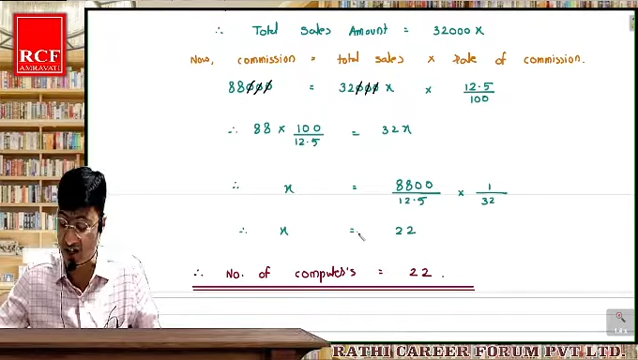 RCF
AMRAVATI
∴ Total Sales Amount = 32000 x
Now, commission = total sales × Rate of commission.
88000 = 32000 x × 12.5/100
∴ 88 × 100/12.5 = 32x
∴ x = 8800/12.5 × 1/32
∴ x = 22
∴ No. of computer's = 22.
RATHI CAREER FORUM PVT LTD